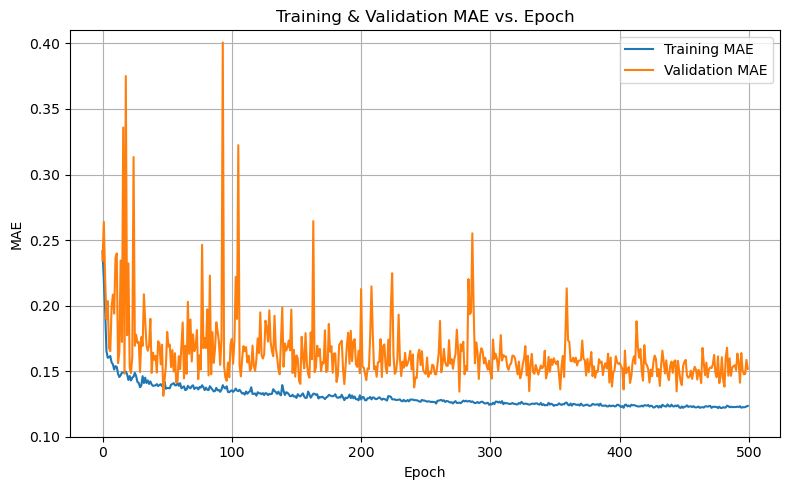 Training & Validation MAE vs. Epoch
Training MAE
Validation MAE
0.40
0.35
0.30
0.25
0.20
0.15
0.10
MAE
0
100
200
300
400
500
Epoch